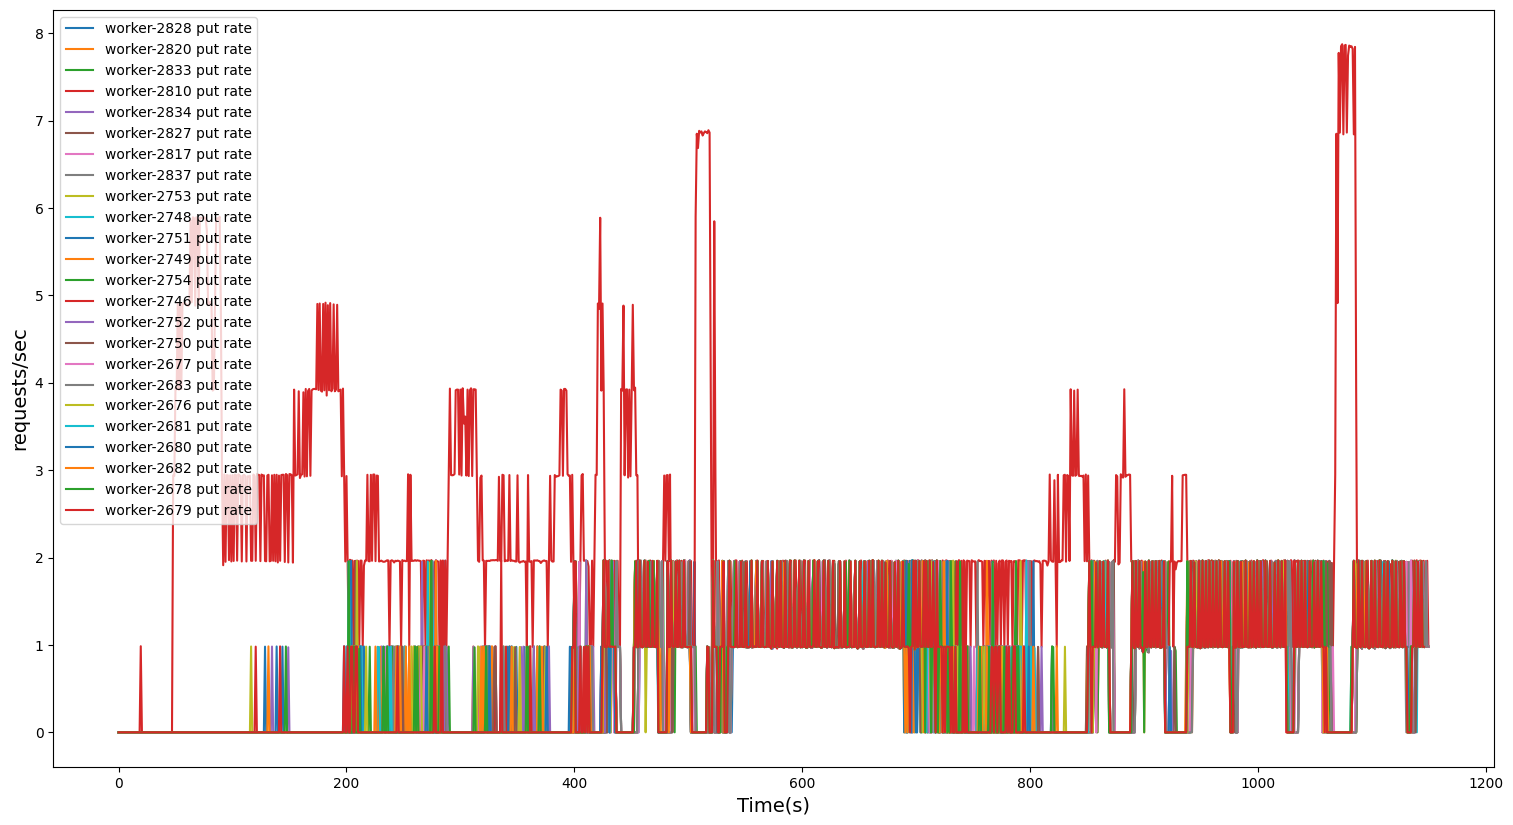 worker-2828 put rate
worker-2820 put rate
worker-2833 put rate
worker-2810 put rate
worker-2834 put rate
worker-2827 put rate
worker-2817 put rate
worker-2837 put rate
worker-2753 put rate
worker-2748 put rate
worker-2751 put rate
worker-2749 put rate
worker-2754 put rate
worker-2746 put rate
worker-2752 put rate
worker-2750 put rate
worker-2677 put rate
worker-2683 put rate
worker-2676 put rate
worker-2681 put rate
worker-2680 put rate
worker-2682 put rate
worker-2678 put rate
worker-2679 put rate
requests/sec
8
7
6
5
4
3
2
1
0
0 200 400 600 800 1000 1200
Time(s)